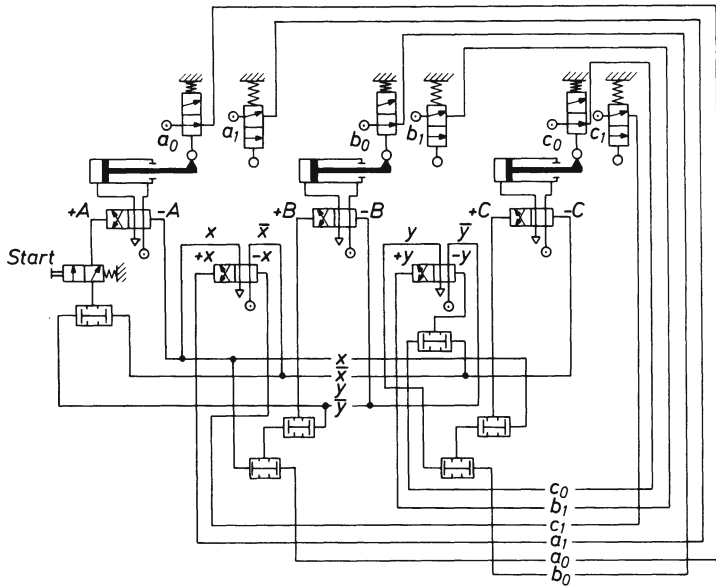 a₀ a₁ b₀ b₁ c₀ c₁
+A −A +B −B +C −C
x x̅ y y̅
Start
+x −x +y −y
x
x̅
y
y̅
c₀
b₁
c₁
a₁
a₀
b₀